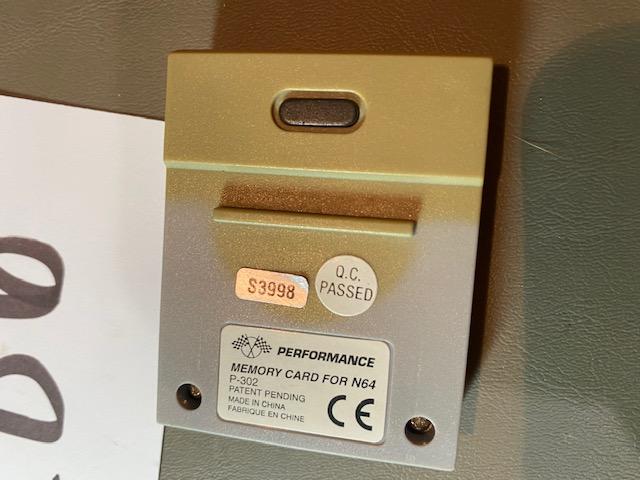 S3998
Q.C.
PASSED
PERFORMANCE
MEMORY CARD FOR N64
P-302
PATENT PENDING
MADE IN CHINA
FABRIQUE EN CHINE
CE